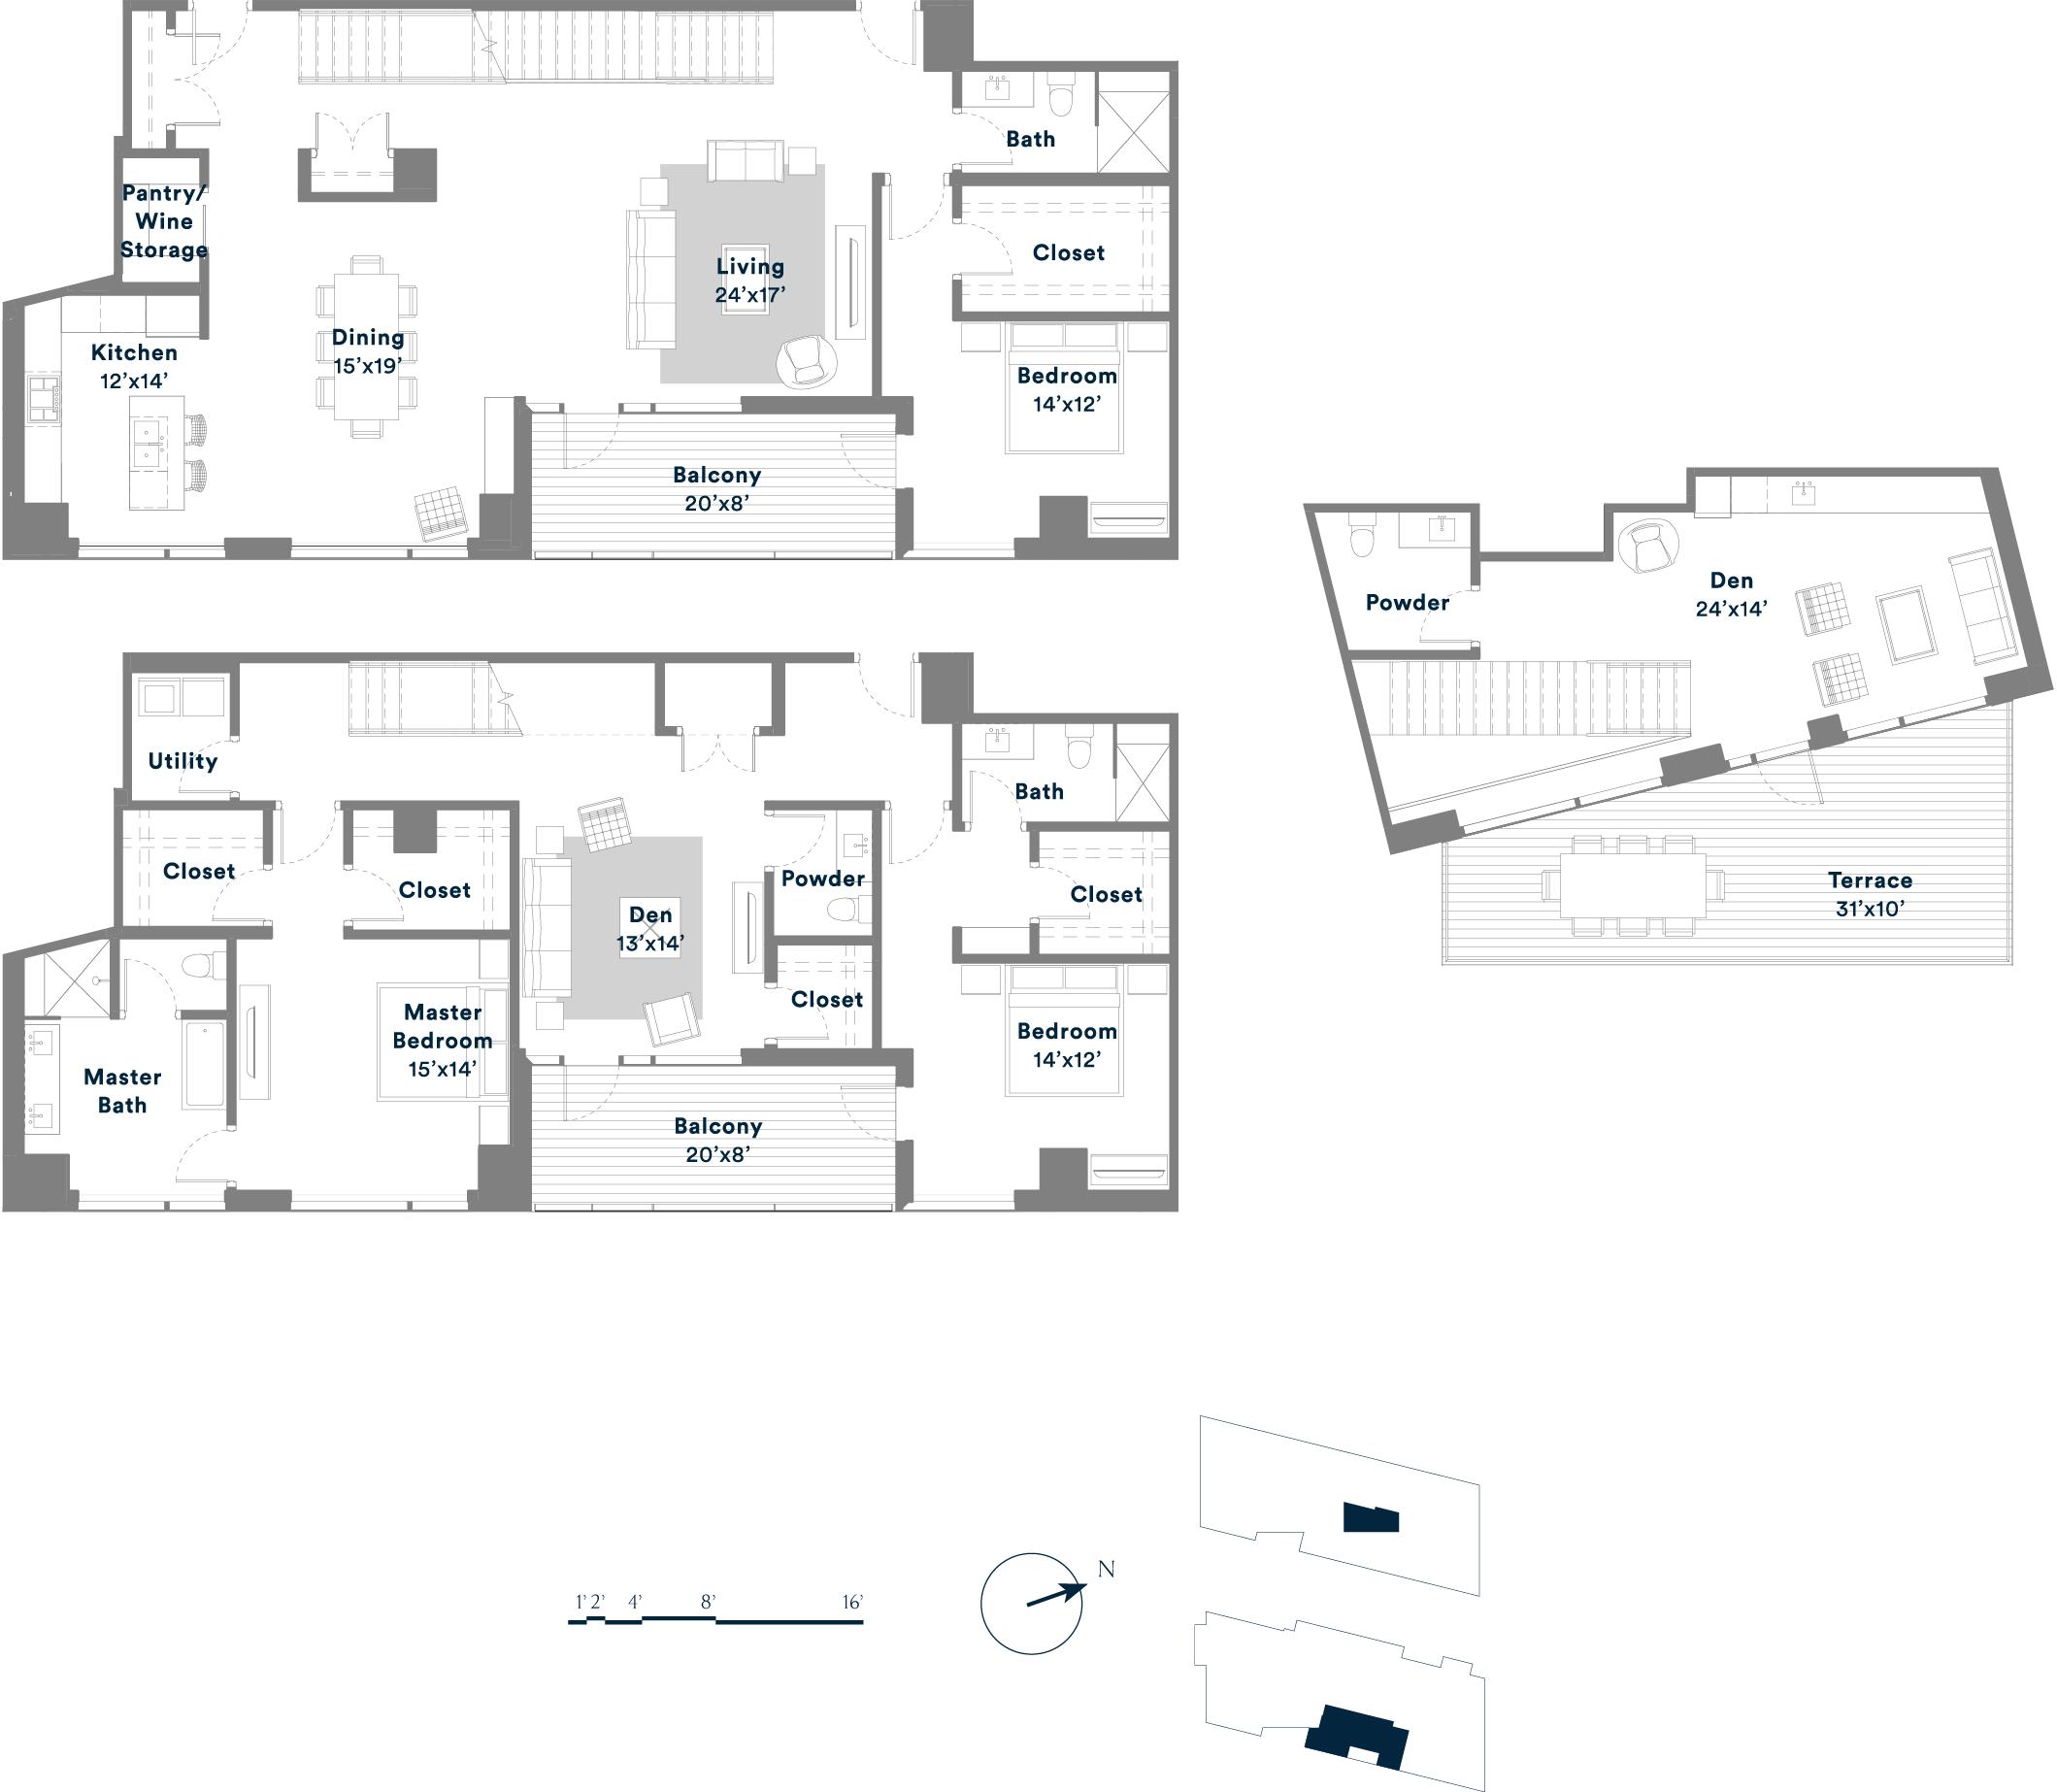 Bath
Pantry/
Wine
Storage
Closet
Living
24’x17’
Dining
15’x19’
Kitchen
12’x14’
Bedroom
14’x12’
Balcony
20’x8’
Utility
Bath
Closet
Closet
Powder
Closet
Den
13’x14’
Closet
Master
Bedroom
15’x14’
Bedroom
14’x12’
Master
Bath
Balcony
20’x8’
Den
24’x14’
Powder
Terrace
31’x10’
N
1’ 2’ 4’ 8’ 16’